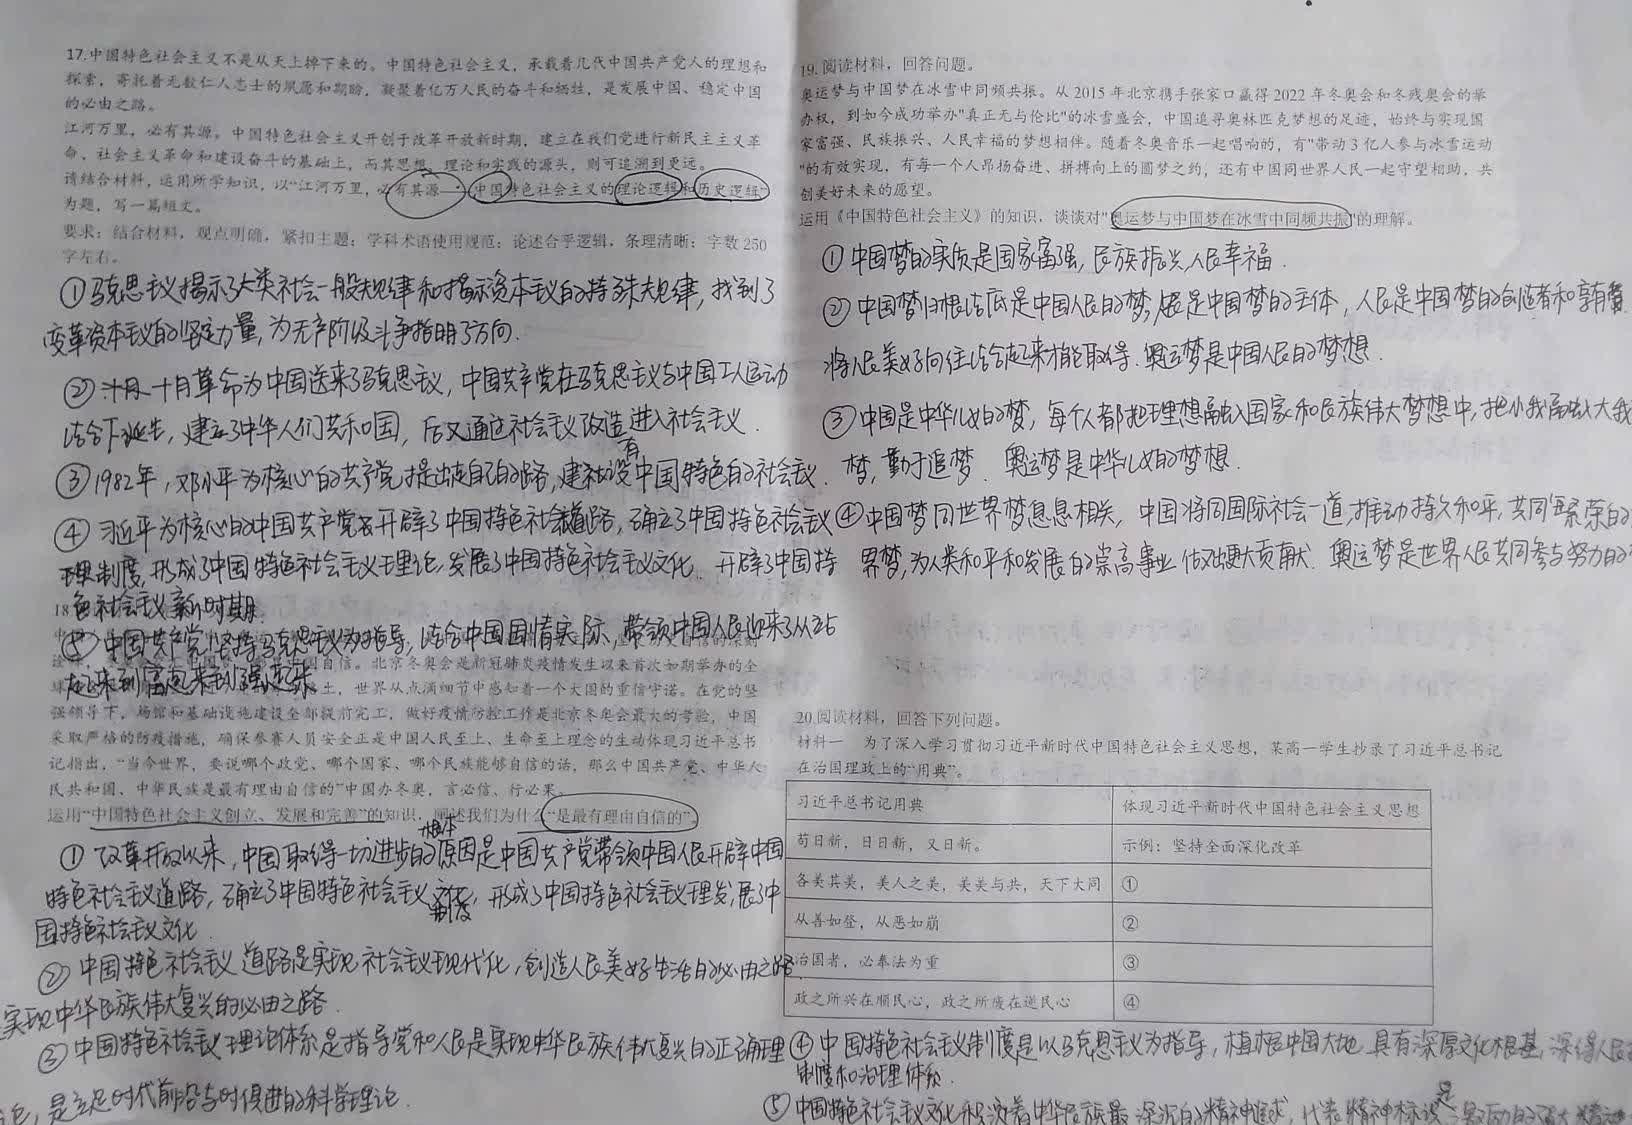 17.中国特色社会主义不是从天上掉下来的。中国特色社会主义，承载着几代中国共产党人的理想和
探索，寄托着无数仁人志士的夙愿和期盼，凝聚着亿万人民的奋斗和牺牲，是发展中国、稳定中国
的必由之路。
江河万里，必有其源。中国特色社会主义开创于改革开放新时期，建立在我们党进行新民主主义革
命、社会主义革命和建设奋斗的基础上，而其思想、理论和实践的源头，则可追溯到更远。
请结合材料，运用所学知识，以“江河万里，必有其源——中国特色社会主义的理论逻辑和历史逻辑”
为题，写一篇短文。
要求：结合材料，观点明确，紧扣主题；学科术语使用规范；论述合乎逻辑，条理清晰；字数 250
字左右。
①马克思主义揭示了人类社会一般规律和揭示资本主义的特殊规律，找到了
变革资本主义的坚定力量，为无产阶级斗争指明了方向.
②十月革命为中国送来了马克思主义，中国共产党在马克思主义与中国工人运动
结合下诞生，建立了中华人们共和国，后又通过社会主义改造进入社会主义.
③1982年，邓小平为核心的共产党提出走自己的路，建设有中国特色的社会主义.
④习近平为核心的中国共产党开辟了中国特色社会主义道路，确立了中国特色社会主义
制度，形成了中国特色社会主义理论，发展了中国特色社会主义文化. 开辟了中国特
色社会主义新时期.
⑤中国共产党坚持马克思主义为指导，结合中国国情实际，带领中国人民迎来了从站
起来到富起来到强起来
18
自信。北京冬奥会是新冠肺炎疫情发生以来首次如期举办的全
土，世界从点滴细节中感知着一个大国的重信守诺。在党的坚
强领导下，场馆和基础设施建设全部提前完工，做好疫情防控工作是北京冬奥会最大的考验，中国
采取严格的防疫措施，确保参赛人员安全正是中国人民至上、生命至上理念的生动体现习近平总书
记指出，“当今世界，要说哪个政党、哪个国家、哪个民族能够自信的话，那么中国共产党、中华人
民共和国、中华民族是最有理由自信的”中国办冬奥，言必信、行必果。
运用“中国特色社会主义创立、发展和完善”的知识，阐述我们为什么“是最有理由自信的”。
①改革开放以来，中国取得一切进步的根本原因是中国共产党带领中国人民开辟中国
特色社会主义道路，确立了中国特色社会主义制度，形成了中国特色社会主义理论，发展了中
国特色社会主义文化
②中国特色社会主义道路是实现社会主义现代化，创造人民美好生活的必由之路
实现中华民族伟大复兴的必由之路.
③中国特色社会主义理论体系是指导党和人民是实现中华民族伟大复兴的正确理
论，是立足时代前沿与时俱进的科学理论.
19.阅读材料，回答问题。
奥运梦与中国梦在冰雪中同频共振。从 2015 年北京携手张家口赢得 2022 年冬奥会和冬残奥会的举
办权，到如今成功举办"真正无与伦比"的冰雪盛会，中国追寻奥林匹克梦想的足迹，始终与实现国
家富强、民族振兴、人民幸福的梦想相伴。随着冬奥音乐一起唱响的，有"带动 3 亿人参与冰雪运动
"的有效实现，有每一个人昂扬奋进、拼搏向上的圆梦之约，还有中国同世界人民一起守望相助，共
创美好未来的愿望。
运用《中国特色社会主义》的知识，谈谈对"奥运梦与中国梦在冰雪中同频共振"的理解。
①中国梦的实质是国家富强，民族振兴，人民幸福.
②中国梦归根结底是中国人民的梦，人民是中国梦的主体，人民是中国梦的创造者和享有者.
将人民美好向往结合起来才能取得. 奥运梦是中国人民的梦想.
③中国是中华儿女的梦，每个人都把理想融入国家和民族伟大梦想中，把小我融入大我
梦，勤于追梦. 奥运梦是中华儿女的梦想.
④中国梦同世界梦息息相关，中国将同国际社会一道，推动持久和平，共同繁荣的
界梦，为人类和平和发展的崇高事业做出更大贡献. 奥运梦是世界人民共同参与努力的
20.阅读材料，回答下列问题。
材料一 为了深入学习贯彻习近平新时代中国特色社会主义思想，某高一学生抄录了习近平总书记
在治国理政上的“用典”。
习近平总书记用典 体现习近平新时代中国特色社会主义思想
苟日新，日日新，又日新。 示例：坚持全面深化改革
各美其美，美人之美，美美与共，天下大同 ①
从善如登，从恶如崩 ②
治国者，必奉法为重 ③
政之所兴在顺民心，政之所废在逆民心 ④
④中国特色社会主义制度是以马克思主义为指导，植根中国大地 具有深厚文化根基，深得人民
制度和治理体系.
⑤中国特色社会主义文化积淀着中华民族最深沉的精神追求，代表精神标识